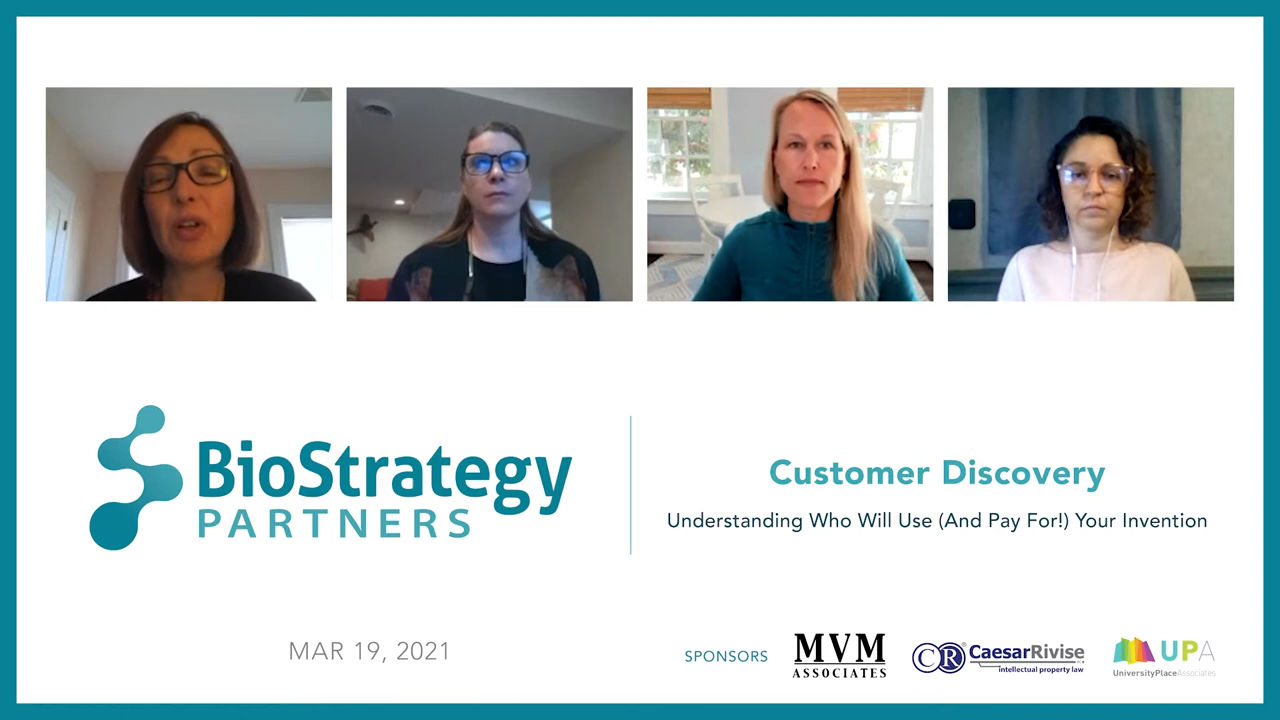 BioStrategy
PARTNERS
Customer Discovery
Understanding Who Will Use (And Pay For!) Your Invention
MAR 19, 2021
SPONSORS
MVM
ASSOCIATES
CR
CaesarRivise
intellectual property law
UPA
UniversityPlaceAssociates